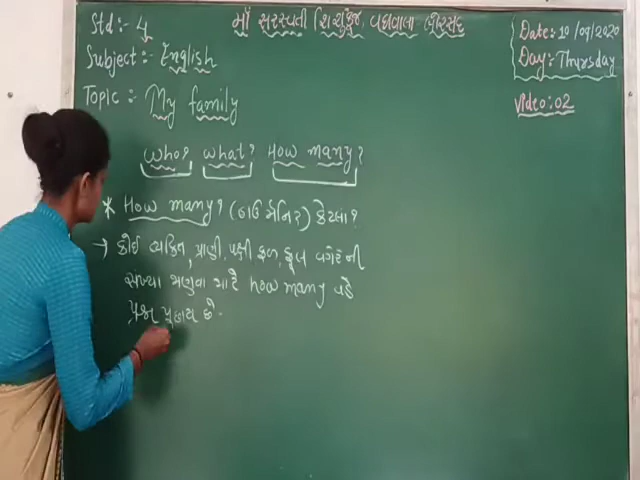 Std :- 4
માઁ સરસ્વતી શિશુકુંજ, વઢાવાલા બોરસદ
Date:- 10/09/2020
Subject :- English
Day:- Thursday
Topic :- My family
Video:- 02
Who? What? How many?
* How many? (હાઉ મેનિ?) કેટલા?
→ કોઈ વ્યક્તિ, પ્રાણી, પક્ષી ફળ, ફૂલ વગેરેની
સંખ્યા જાણવા માટે how many વડે
પ્રશ્ન પૂછાય છે.